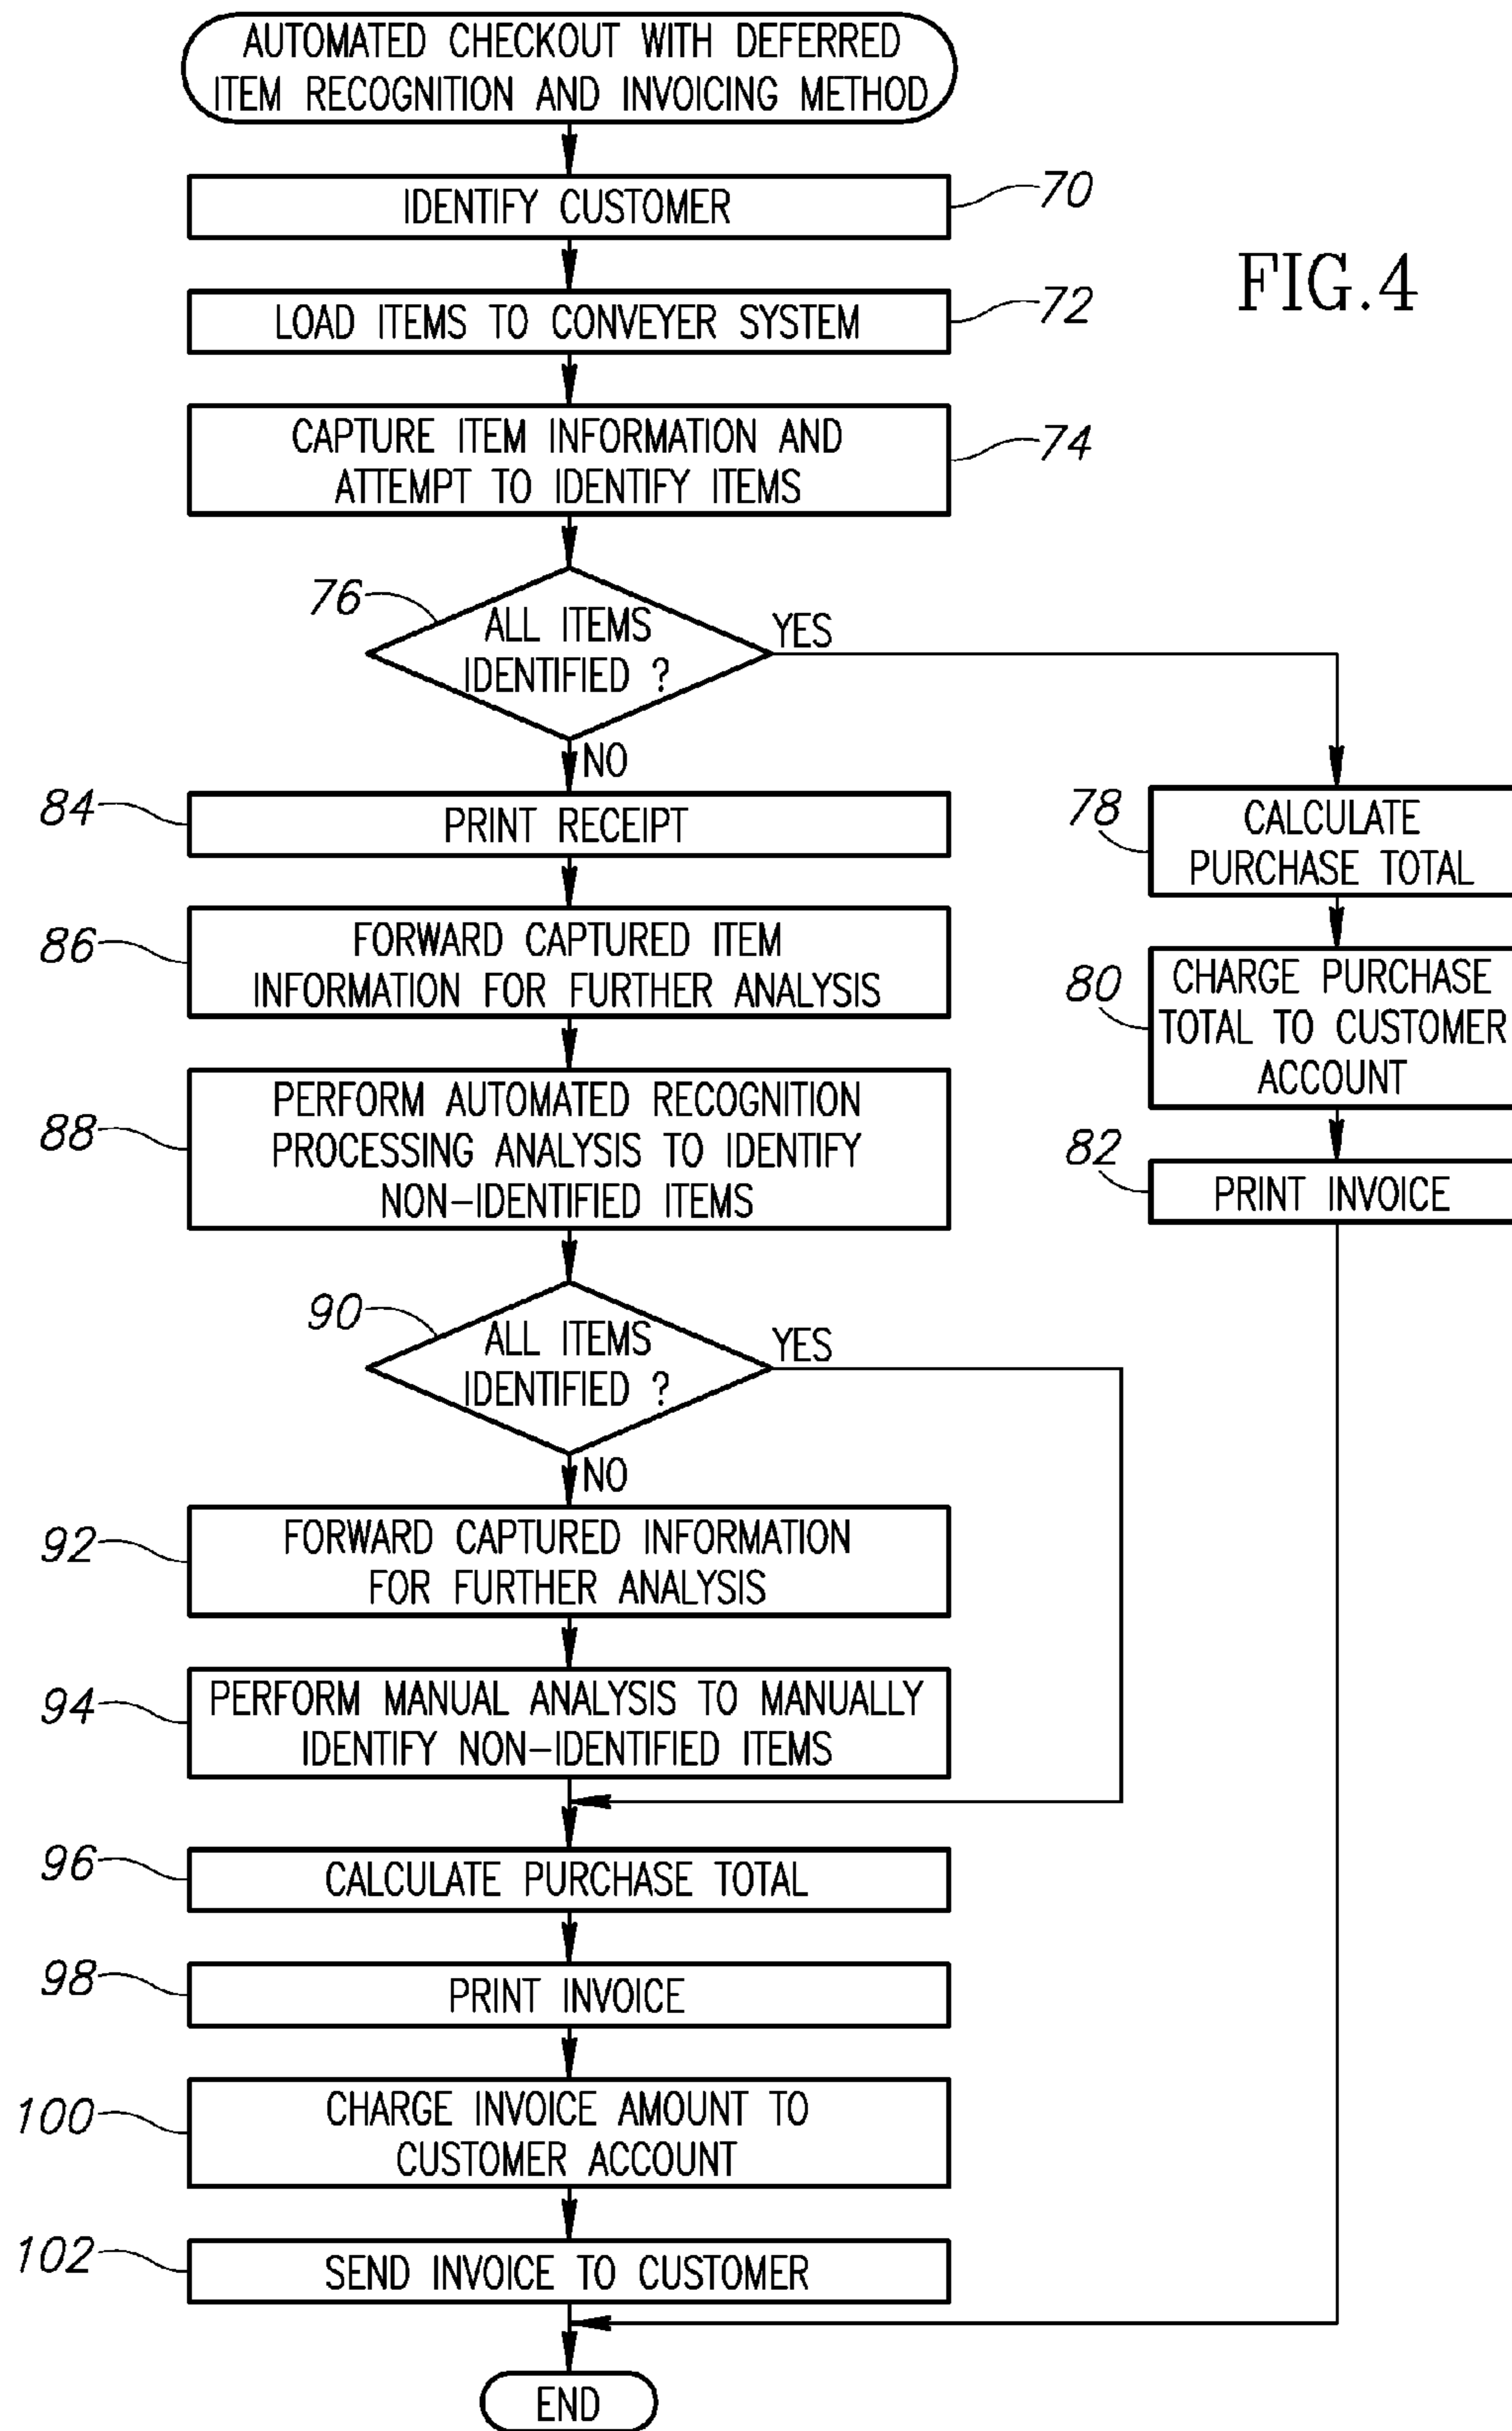 AUTOMATED CHECKOUT WITH DEFERRED
ITEM RECOGNITION AND INVOICING METHOD
IDENTIFY CUSTOMER
70
FIG.4
LOAD ITEMS TO CONVEYER SYSTEM
72
CAPTURE ITEM INFORMATION AND
ATTEMPT TO IDENTIFY ITEMS
74
76
ALL ITEMS
IDENTIFIED ?
YES
NO
84
PRINT RECEIPT
78
CALCULATE
PURCHASE TOTAL
86
FORWARD CAPTURED ITEM
INFORMATION FOR FURTHER ANALYSIS
80
CHARGE PURCHASE
TOTAL TO CUSTOMER
ACCOUNT
88
PERFORM AUTOMATED RECOGNITION
PROCESSING ANALYSIS TO IDENTIFY
NON-IDENTIFIED ITEMS
82
PRINT INVOICE
90
ALL ITEMS
IDENTIFIED ?
YES
NO
92
FORWARD CAPTURED INFORMATION
FOR FURTHER ANALYSIS
94
PERFORM MANUAL ANALYSIS TO MANUALLY
IDENTIFY NON-IDENTIFIED ITEMS
96
CALCULATE PURCHASE TOTAL
98
PRINT INVOICE
100
CHARGE INVOICE AMOUNT TO
CUSTOMER ACCOUNT
102
SEND INVOICE TO CUSTOMER
END